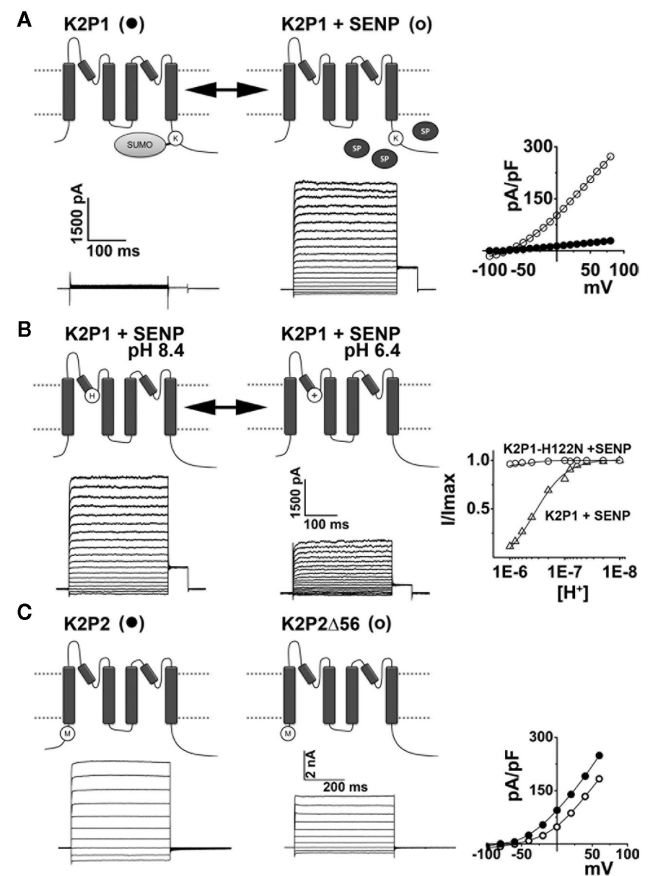 A
K2P1 (●)
K2P1 + SENP (o)
SUMO
K
K
SP
SP
SP
1500 pA
100 ms
pA/pF
300
150
-100 -50 50 100
mV
B
K2P1 + SENP
pH 8.4
K2P1 + SENP
pH 6.4
H
+
1500 pA
100 ms
K2P1-H122N +SENP
I/Imax
1.0
0.5
K2P1 + SENP
1E-6 1E-7 1E-8
[H⁺]
C
K2P2 (●)
K2P2Δ56 (o)
M
M
2 nA
200 ms
pA/pF
300
150
-100 -50 50 100
mV